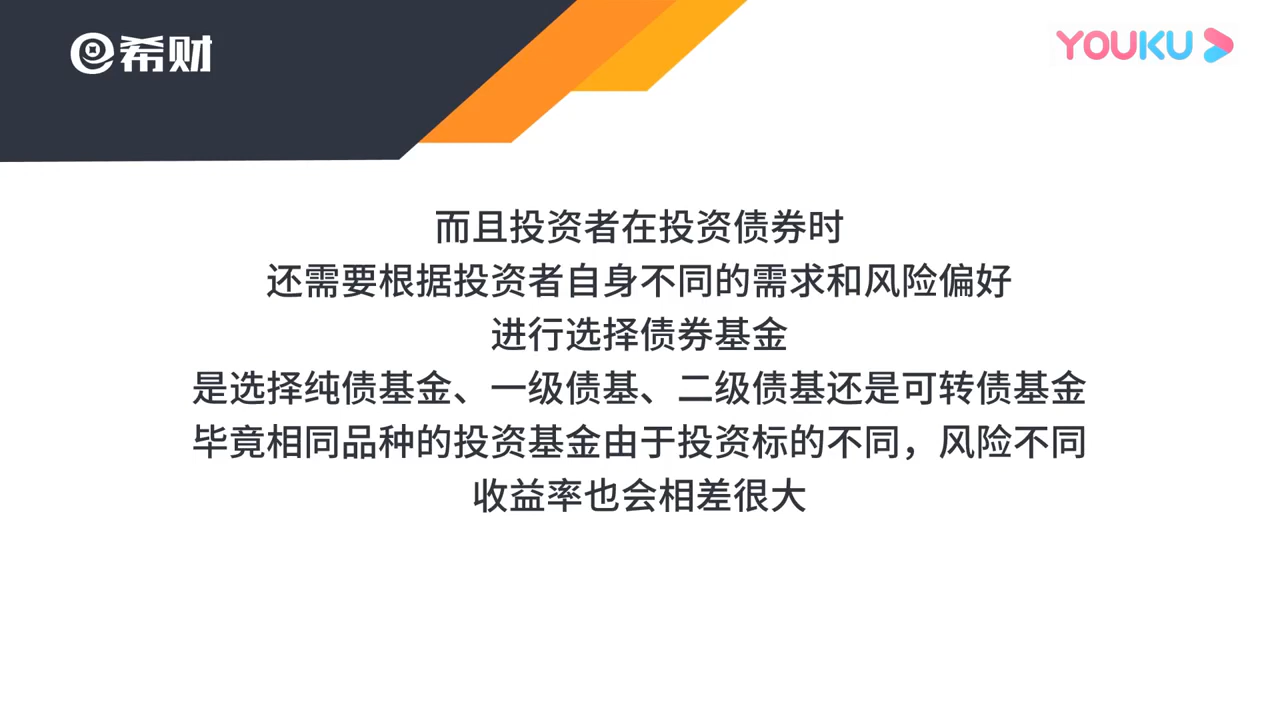 希财
YOUKU
而且投资者在投资债券时
还需要根据投资者自身不同的需求和风险偏好
进行选择债券基金
是选择纯债基金、一级债基、二级债基还是可转债基金
毕竟相同品种的投资基金由于投资标的不同，风险不同
收益率也会相差很大